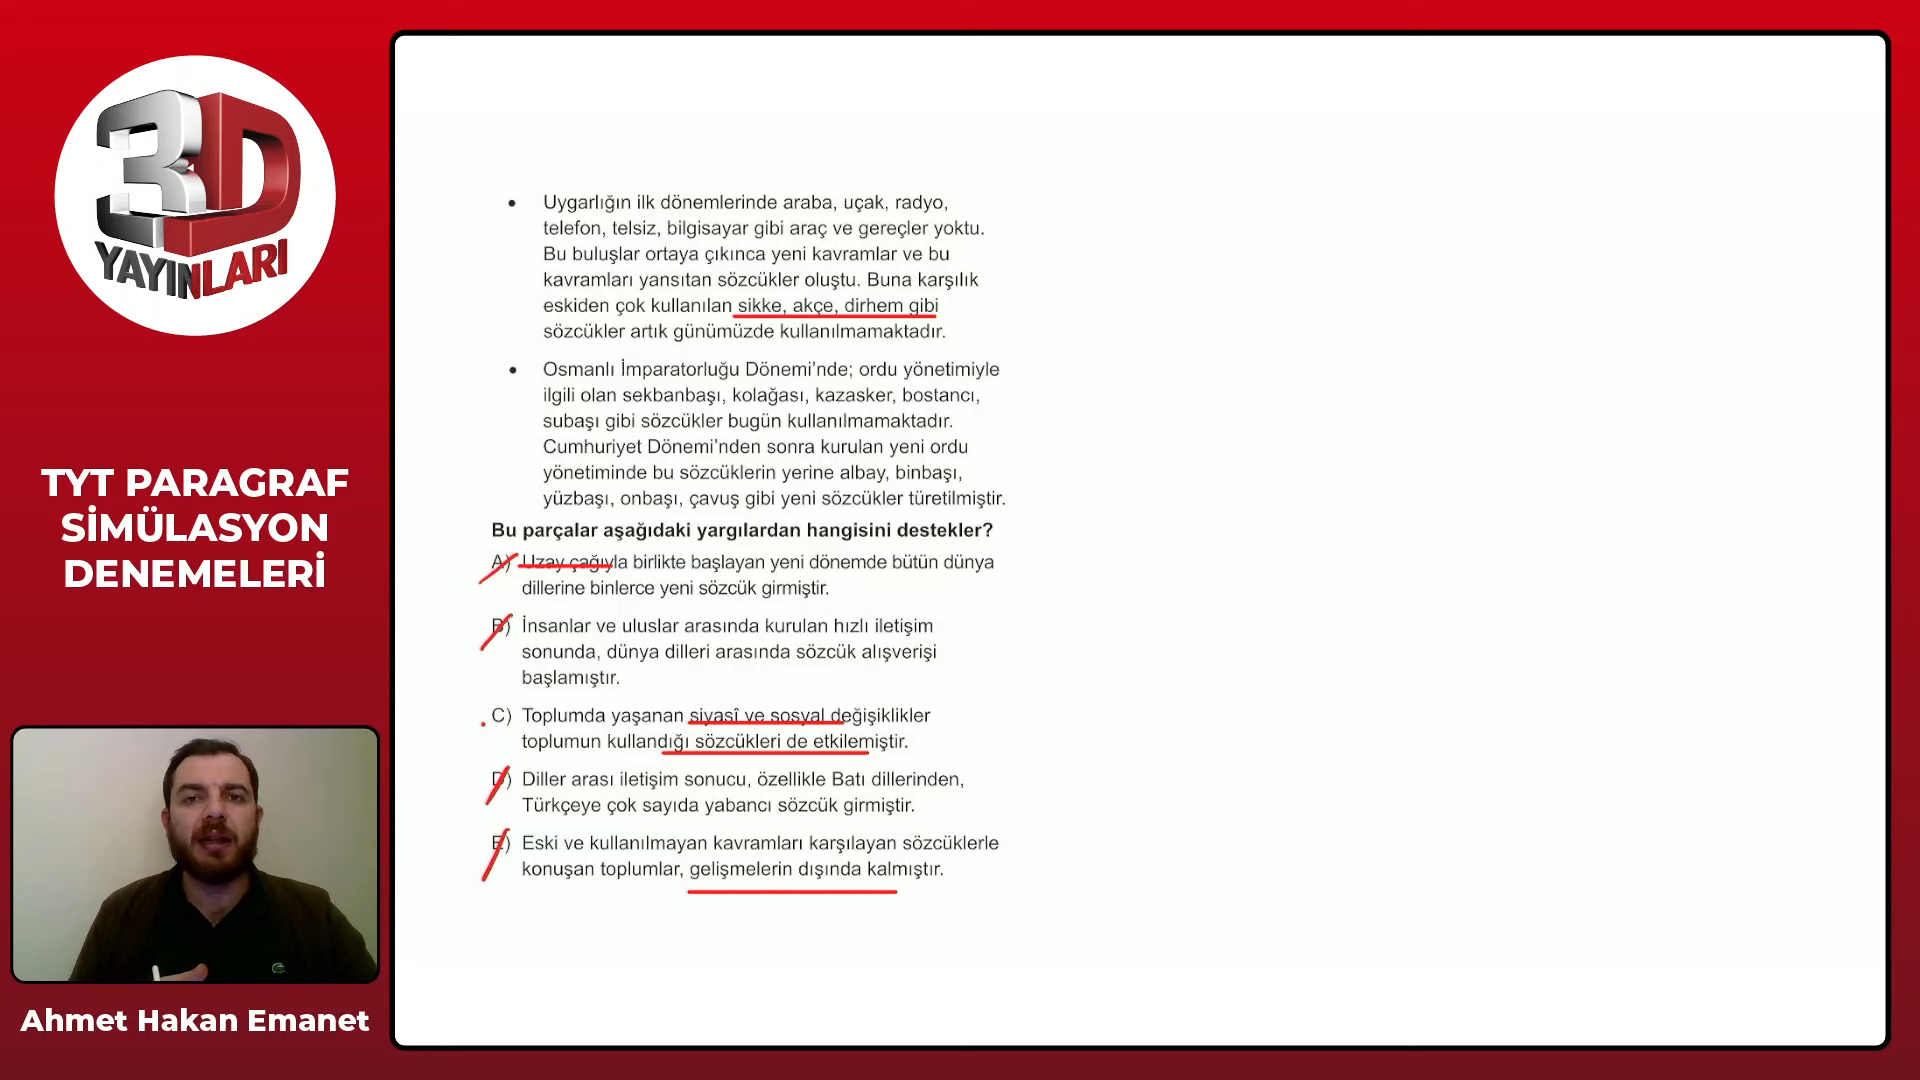 3D
YAYINLARI
TYT PARAGRAF
SİMÜLASYON
DENEMELERİ
Ahmet Hakan Emanet
• Uygarlığın ilk dönemlerinde araba, uçak, radyo,
telefon, telsiz, bilgisayar gibi araç ve gereçler yoktu.
Bu buluşlar ortaya çıkınca yeni kavramlar ve bu
kavramları yansıtan sözcükler oluştu. Buna karşılık
eskiden çok kullanılan sikke, akçe, dirhem gibi
sözcükler artık günümüzde kullanılmamaktadır.
• Osmanlı İmparatorluğu Dönemi’nde; ordu yönetimiyle
ilgili olan sekbanbaşı, kolağası, kazasker, bostancı,
subaşı gibi sözcükler bugün kullanılmamaktadır.
Cumhuriyet Dönemi’nden sonra kurulan yeni ordu
yönetiminde bu sözcüklerin yerine albay, binbaşı,
yüzbaşı, onbaşı, çavuş gibi yeni sözcükler türetilmiştir.
Bu parçalar aşağıdaki yargılardan hangisini destekler?
A) Uzay çağıyla birlikte başlayan yeni dönemde bütün dünya
dillerine binlerce yeni sözcük girmiştir.
B) İnsanlar ve uluslar arasında kurulan hızlı iletişim
sonunda, dünya dilleri arasında sözcük alışverişi
başlamıştır.
C) Toplumda yaşanan siyasî ve sosyal değişiklikler
toplumun kullandığı sözcükleri de etkilemiştir.
D) Diller arası iletişim sonucu, özellikle Batı dillerinden,
Türkçeye çok sayıda yabancı sözcük girmiştir.
E) Eski ve kullanılmayan kavramları karşılayan sözcüklerle
konuşan toplumlar, gelişmelerin dışında kalmıştır.